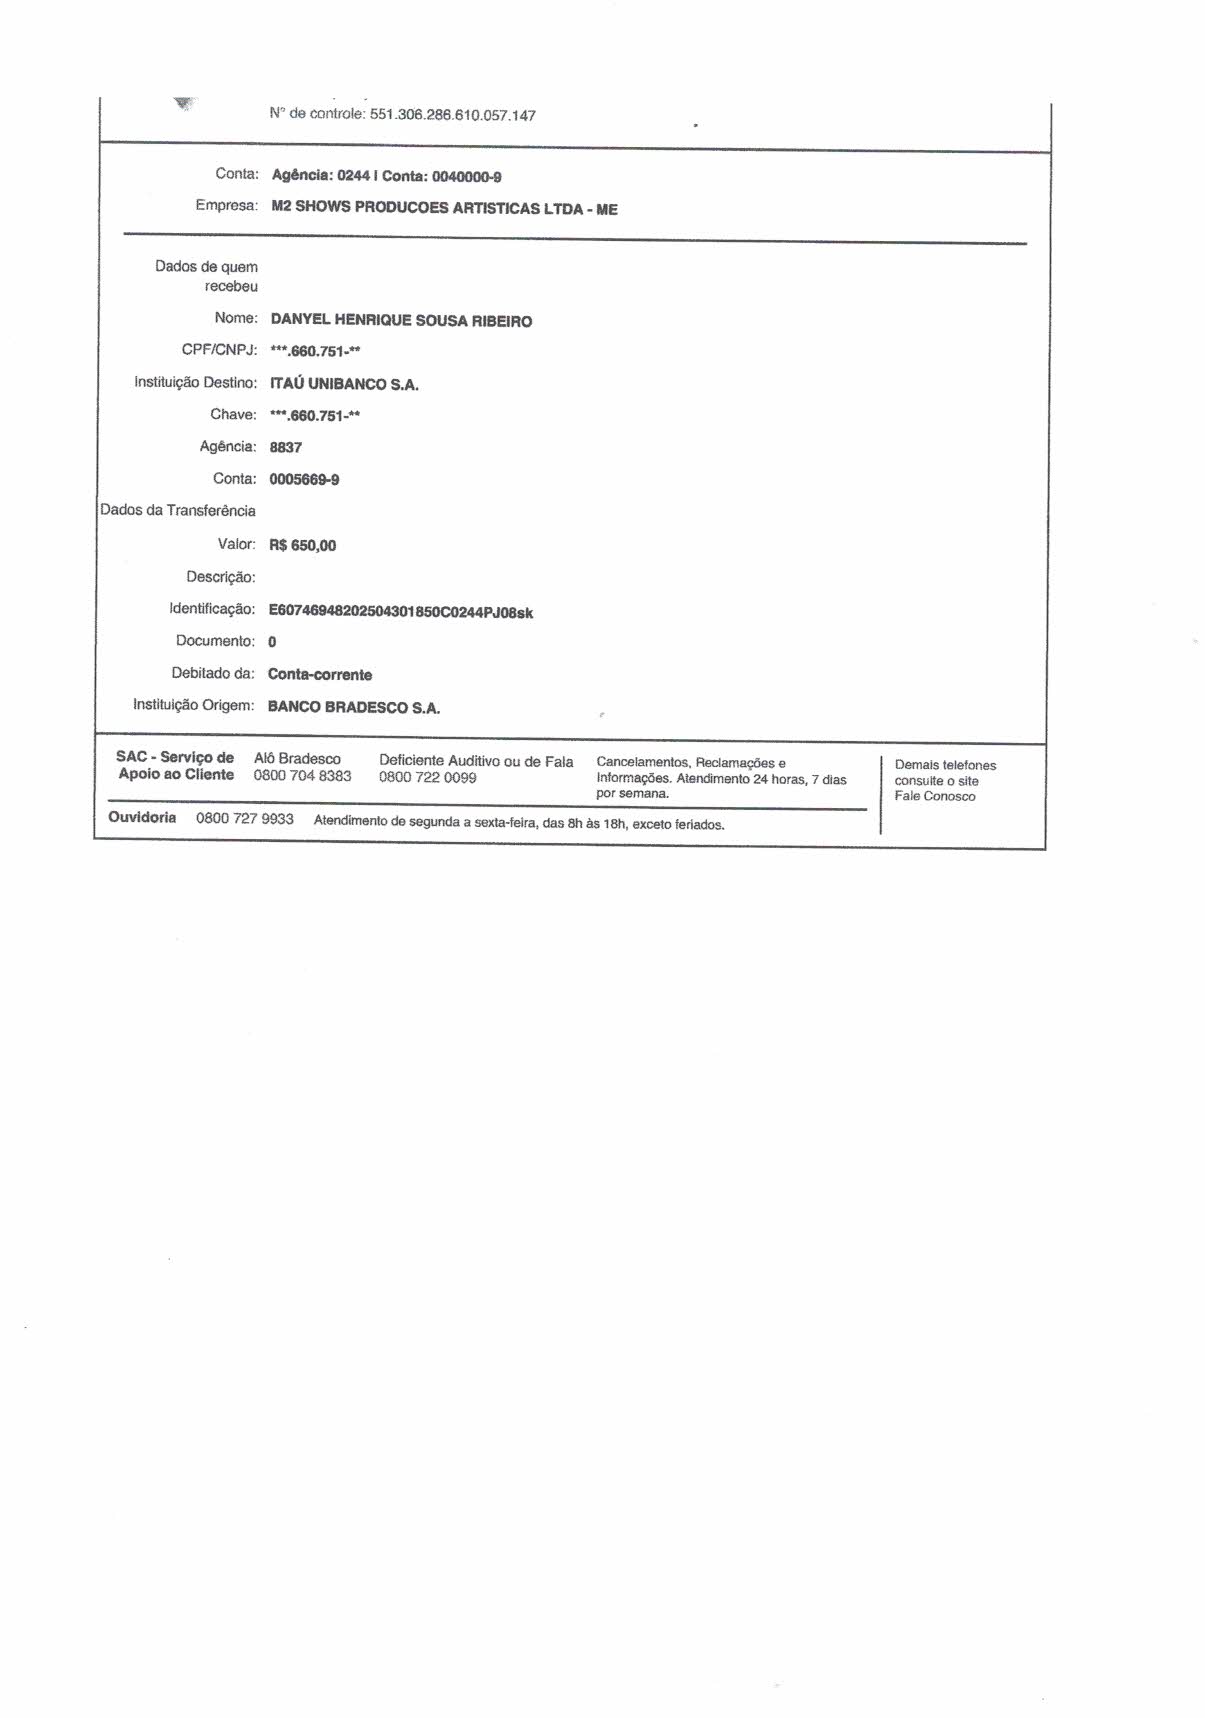 N° de controle: 551.306.286.610.057.147
Conta: Agência: 0244 | Conta: 0040000-9
Empresa: M2 SHOWS PRODUCOES ARTISTICAS LTDA - ME
Dados de quem
recebeu
Nome: DANYEL HENRIQUE SOUSA RIBEIRO
CPF/CNPJ: ***.660.751-**
Instituição Destino: ITAÚ UNIBANCO S.A.
Chave: ***.660.751-**
Agência: 8837
Conta: 0005669-9
Dados da Transferência
Valor: R$ 650,00
Descrição:
Identificação: E60746948202504301850C0244PJ08sk
Documento: 0
Debitado da: Conta-corrente
Instituição Origem: BANCO BRADESCO S.A.
SAC - Serviço de Apoio ao Cliente
Alô Bradesco
0800 704 8383
Deficiente Auditivo ou de Fala
0800 722 0099
Cancelamentos, Reclamações e
Informações. Atendimento 24 horas, 7 dias
por semana.
Demais telefones
consulte o site
Fale Conosco
Ouvidoria 0800 727 9933 Atendimento de segunda a sexta-feira, das 8h às 18h, exceto feriados.